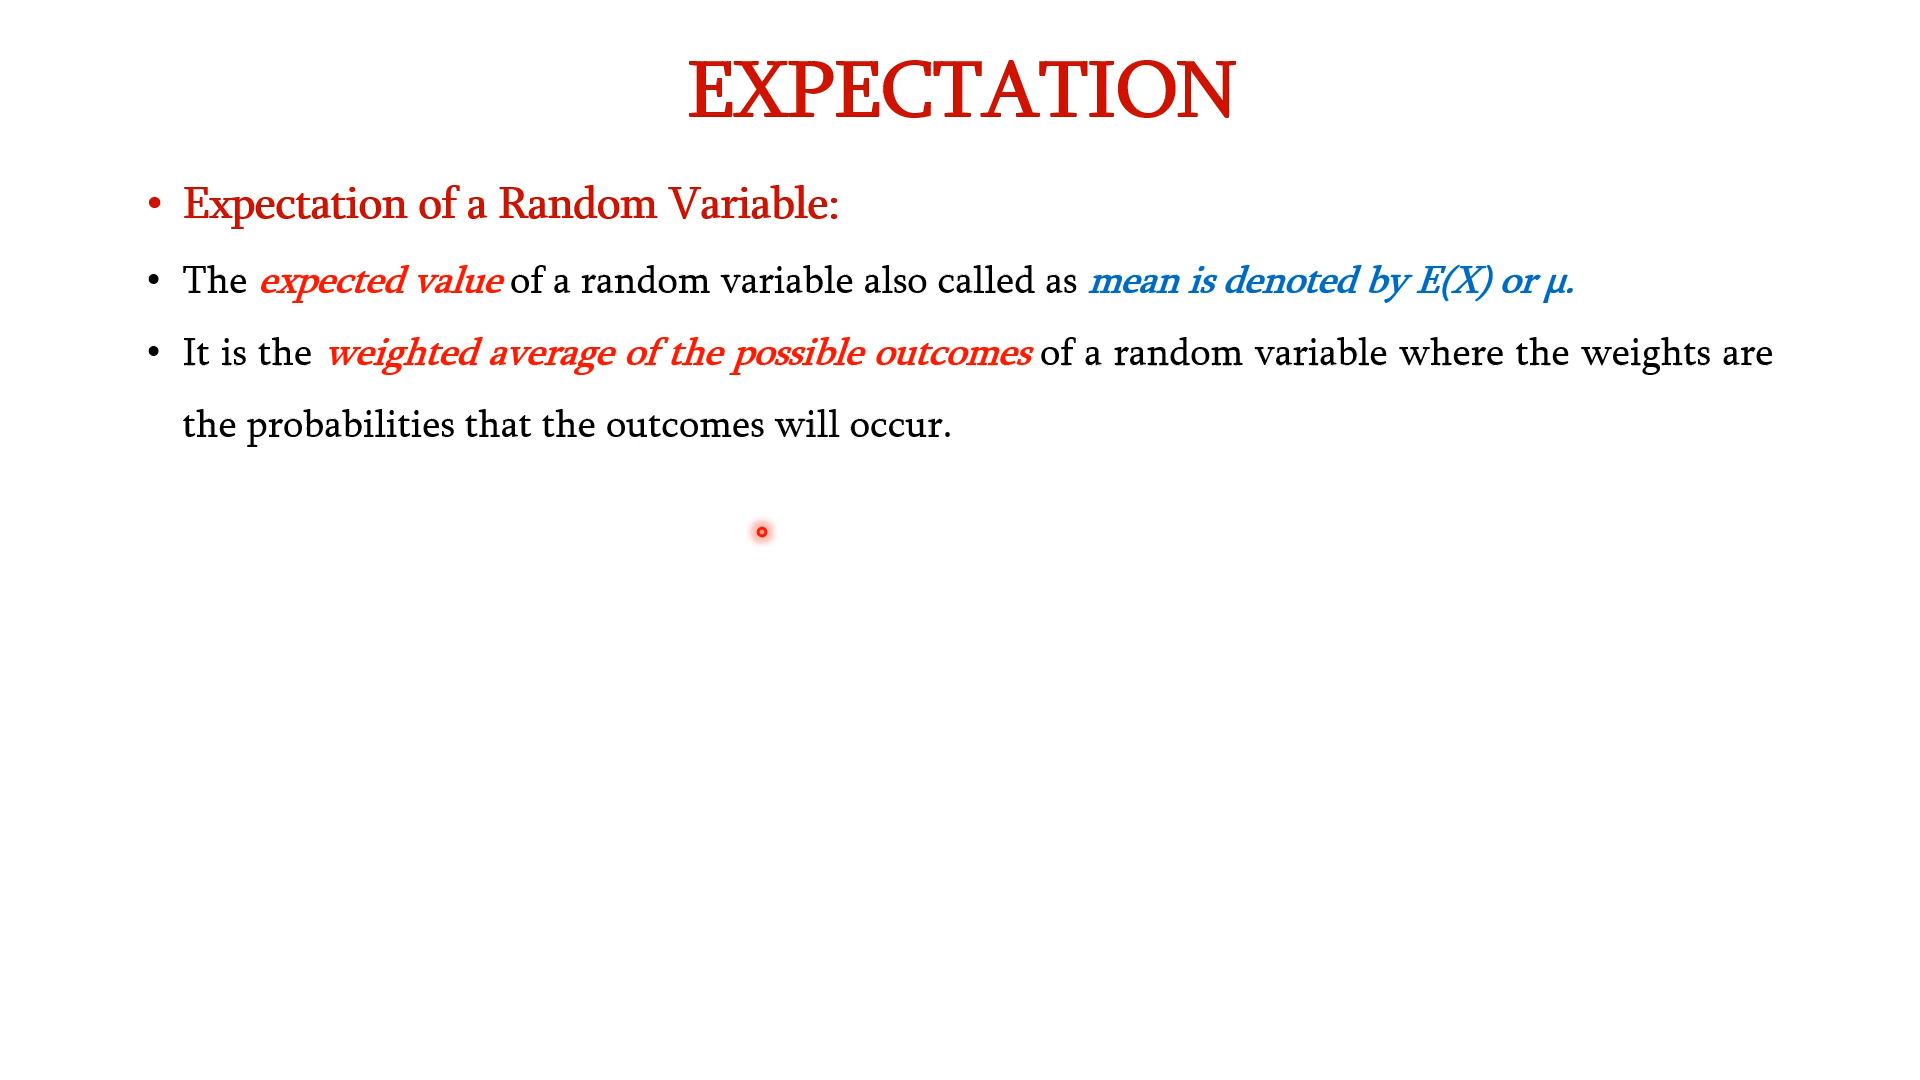 EXPECTATION
• Expectation of a Random Variable:
• The expected value of a random variable also called as mean is denoted by E(X) or μ.
• It is the weighted average of the possible outcomes of a random variable where the weights are
the probabilities that the outcomes will occur.